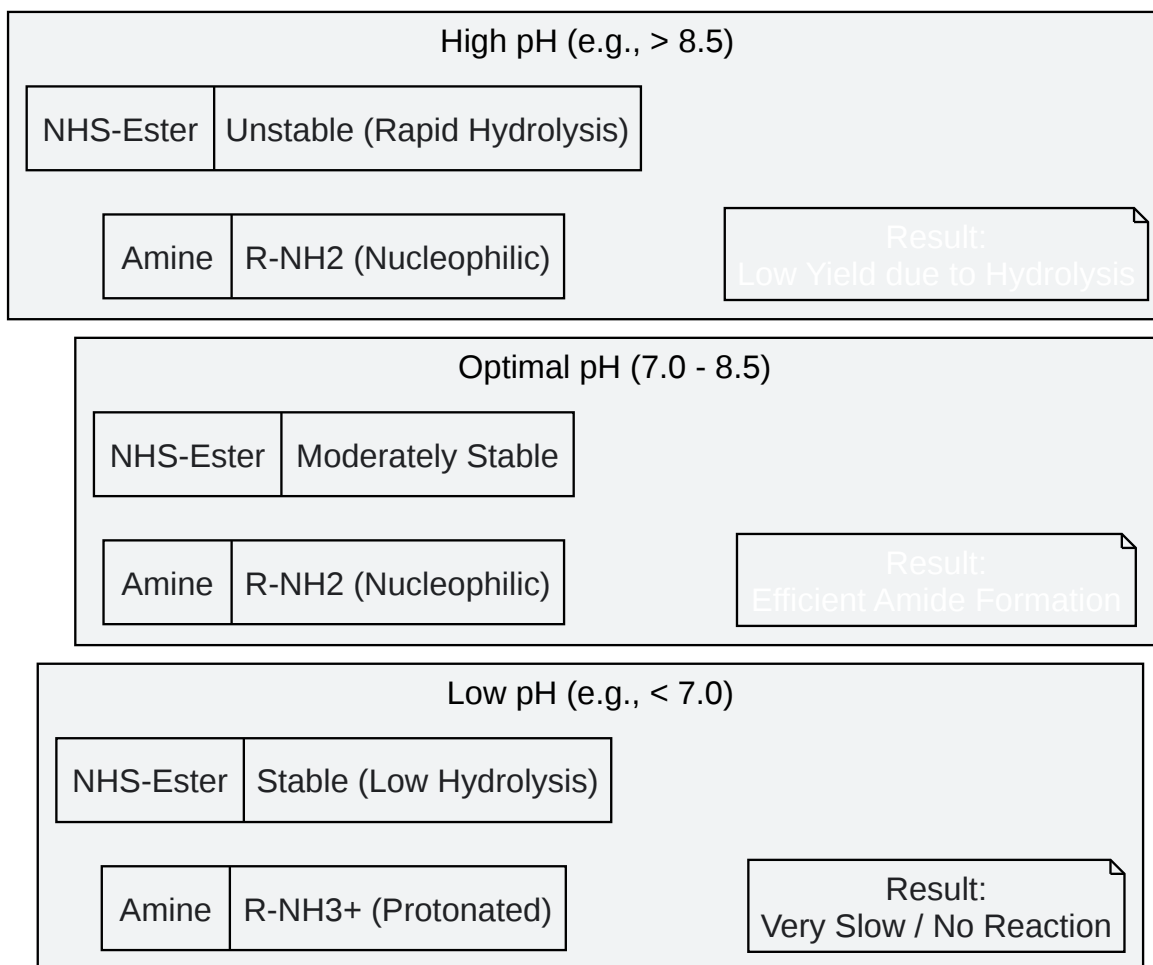 High pH (e.g., > 8.5)
NHS-Ester Unstable (Rapid Hydrolysis)
Amine R-NH2 (Nucleophilic)
Result:
Low Yield due to Hydrolysis
Optimal pH (7.0 - 8.5)
NHS-Ester Moderately Stable
Amine R-NH2 (Nucleophilic)
Result:
Efficient Amide Formation
Low pH (e.g., < 7.0)
NHS-Ester Stable (Low Hydrolysis)
Amine R-NH3+ (Protonated)
Result:
Very Slow / No Reaction